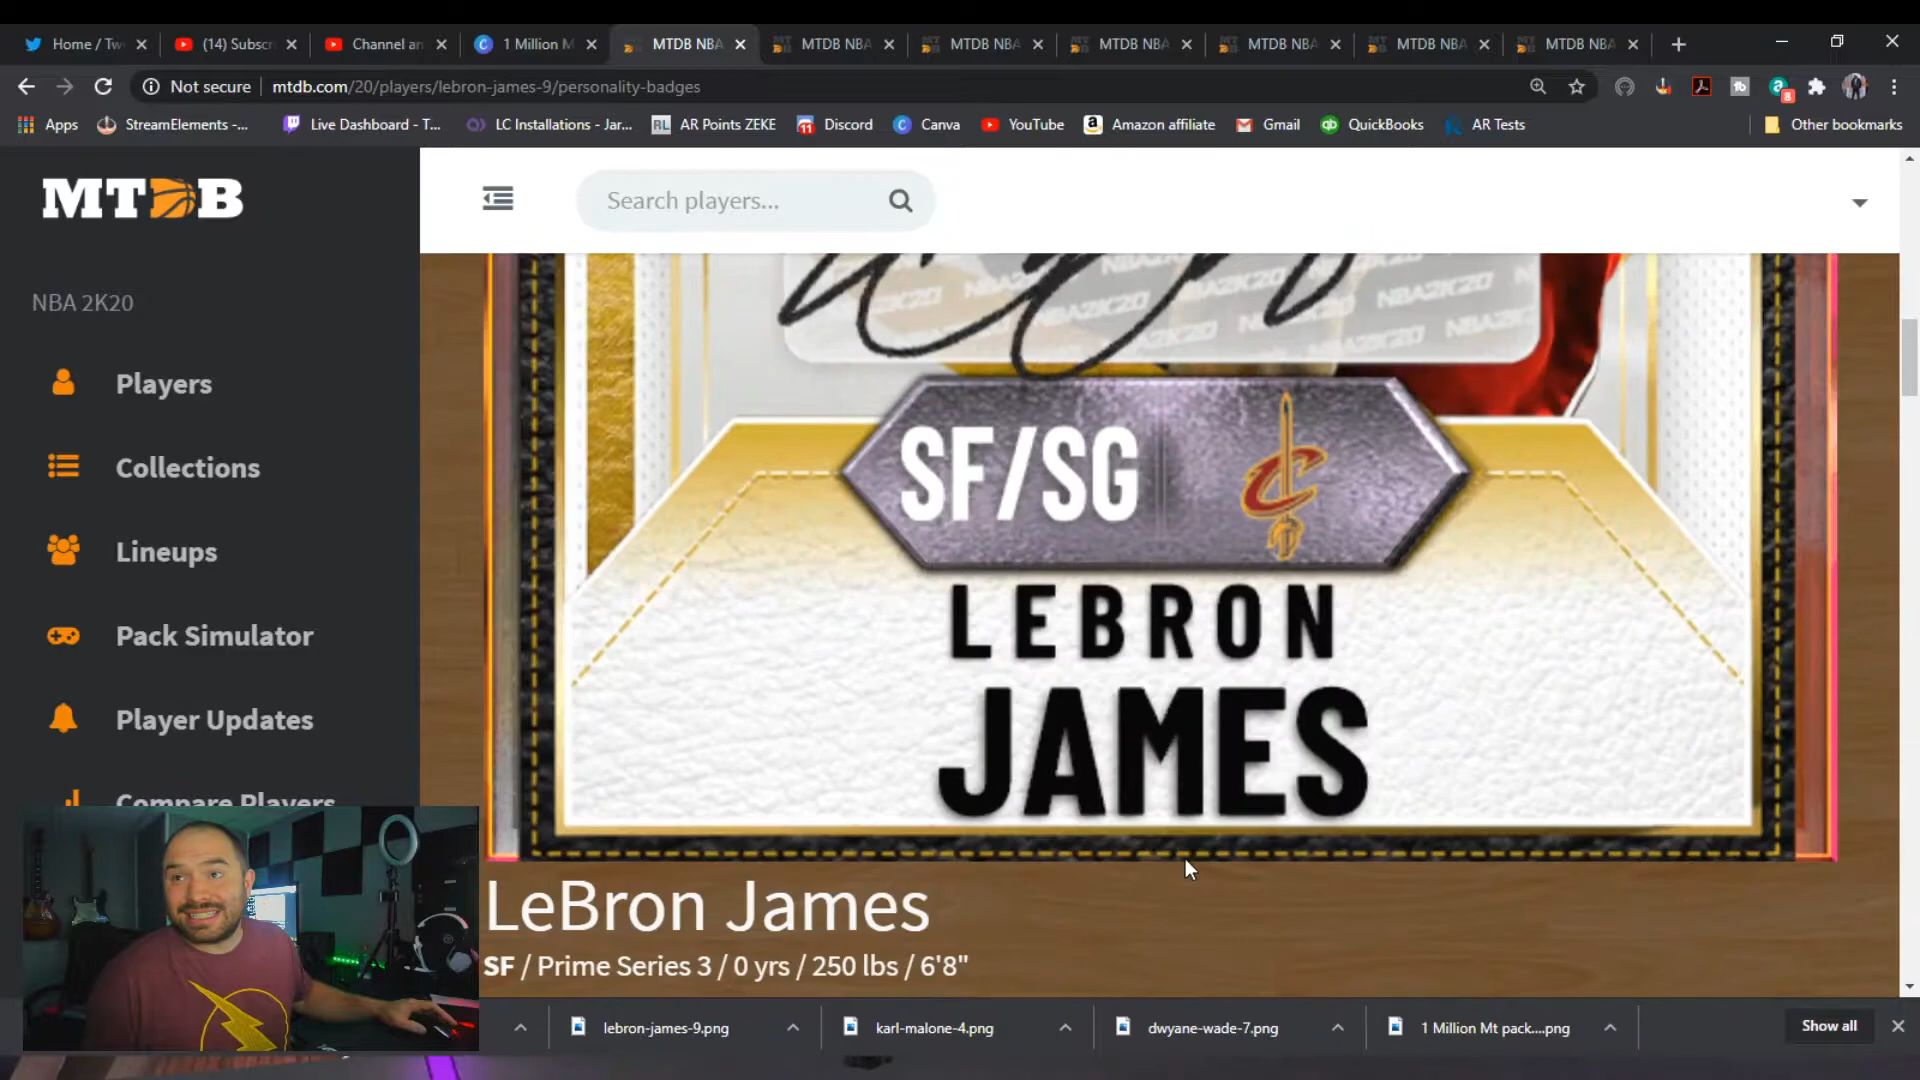 Home / Tw
(14) Subscr
Channel an
1 Million M
MTDB NBA
MTDB NBA
MTDB NBA
MTDB NBA
MTDB NBA
MTDB NBA
MTDB NBA
Not secure
mtdb.com/20/players/lebron-james-9/personality-badges
Apps
StreamElements -...
Live Dashboard - T...
LC Installations - Jar...
RL AR Points ZEKE
11 Discord
Canva
YouTube
Amazon affiliate
Gmail
QuickBooks
AR Tests
Other bookmarks
8
MTDB
Search players...
NBA 2K20
Players
Collections
Lineups
Pack Simulator
Player Updates
Compare Players
NBA2K20 NBA2K20
SF/SG
LEBRON
JAMES
LeBron James
SF / Prime Series 3 / 0 yrs / 250 lbs / 6'8"
lebron-james-9.png
karl-malone-4.png
dwyane-wade-7.png
1 Million Mt pack....png
Show all